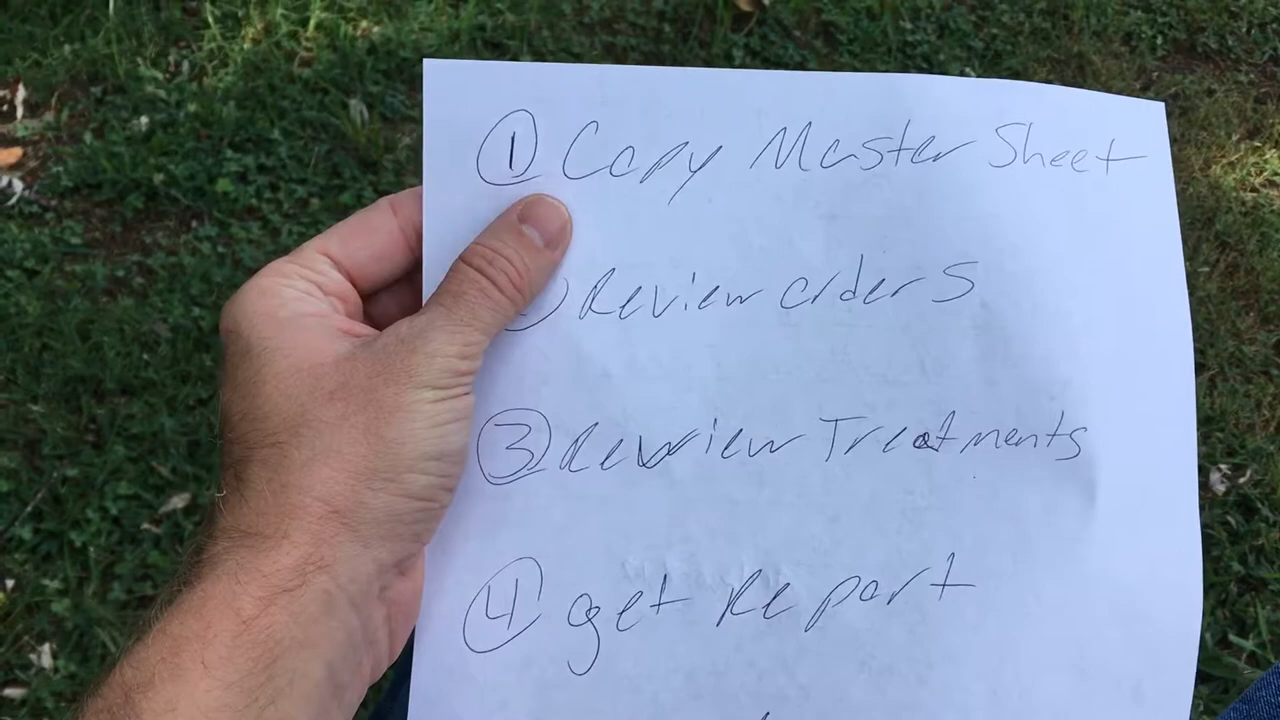 ① Copy Master Sheet
Review orders
③ Review Treatments
④ get Report